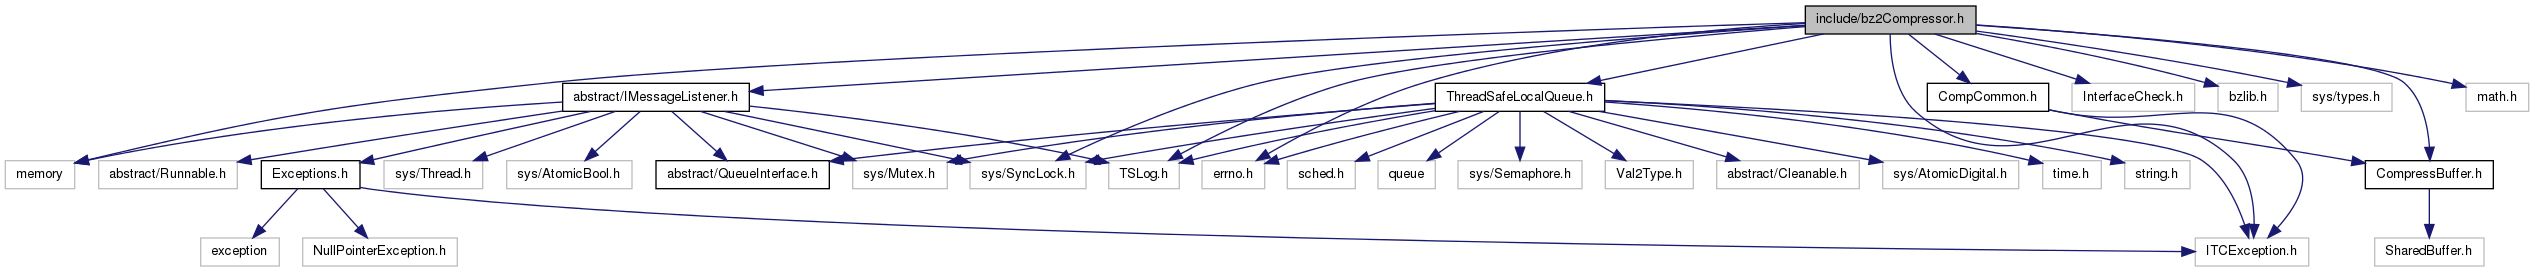 include/bz2Compressor.h
abstract/IMessageListener.h
ThreadSafeLocalQueue.h
CompCommon.h
InterfaceCheck.h
bzlib.h
sys/types.h
math.h
memory
abstract/Runnable.h
Exceptions.h
sys/Thread.h
sys/AtomicBool.h
abstract/QueueInterface.h
sys/Mutex.h
sys/SyncLock.h
TSLog.h
errno.h
sched.h
queue
sys/Semaphore.h
Val2Type.h
abstract/Cleanable.h
sys/AtomicDigital.h
time.h
string.h
CompressBuffer.h
exception
NullPointerException.h
ITCException.h
SharedBuffer.h